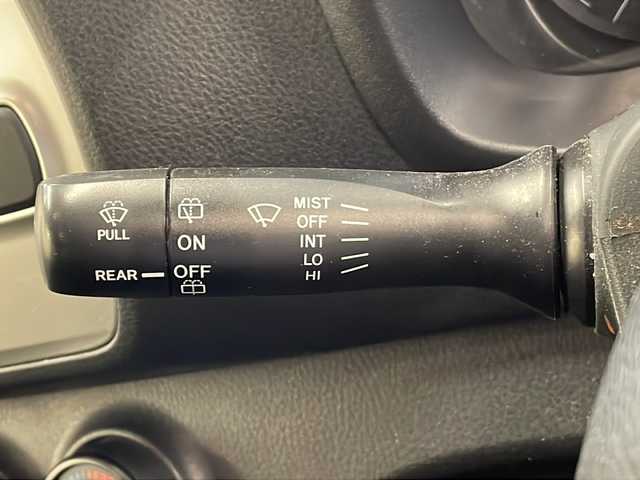 PULL
REAR
ON
OFF
MIST
OFF
INT
LO
HI